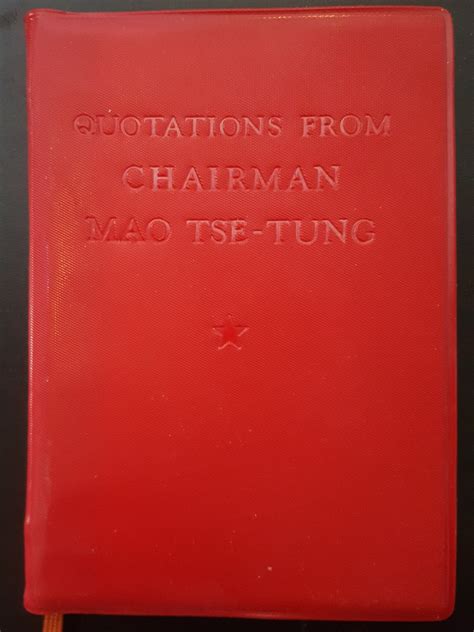 QUOTATIONS FROM
CHAIRMAN
MAO TSE-TUNG